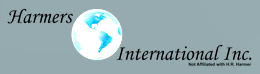 Harmers
International Inc.
Not Affiliated with H.R. Harmer